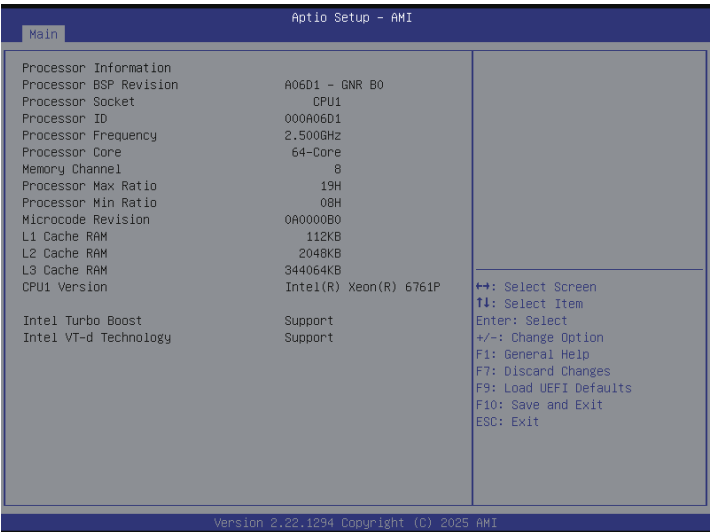 Aptio Setup – AMI
Main
Processor Information
Processor BSP Revision A06D1 – GNR B0
Processor Socket CPU1
Processor ID 000A06D1
Processor Frequency 2.500GHz
Processor Core 64-Core
Memory Channel 8
Processor Max Ratio 19H
Processor Min Ratio 08H
Microcode Revision 0A0000B0
L1 Cache RAM 112KB
L2 Cache RAM 2048KB
L3 Cache RAM 344064KB
CPU1 Version Intel(R) Xeon(R) 6761P
Intel Turbo Boost Support
Intel VT-d Technology Support
↔: Select Screen
↑↓: Select Item
Enter: Select
+/-: Change Option
F1: General Help
F7: Discard Changes
F9: Load UEFI Defaults
F10: Save and Exit
ESC: Exit
Version 2.22.1294 Copyright (C) 2025 AMI